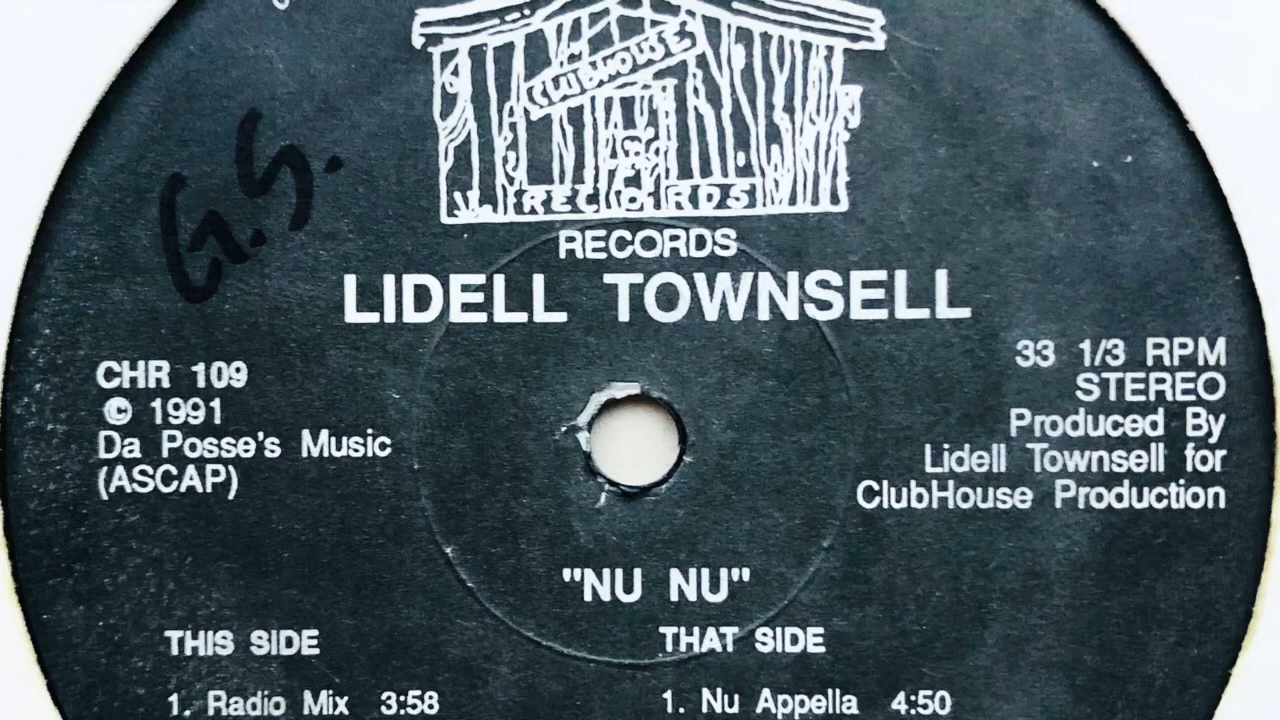 CLUBHOUSE
RECORDS
RECORDS
G.S.
LIDELL TOWNSELL
CHR 109
© 1991
Da Posse's Music
(ASCAP)
33 1/3 RPM
STEREO
Produced By
Lidell Townsell for
ClubHouse Production
"NU NU"
THIS SIDE
1. Radio Mix 3:58
THAT SIDE
1. Nu Appella 4:50